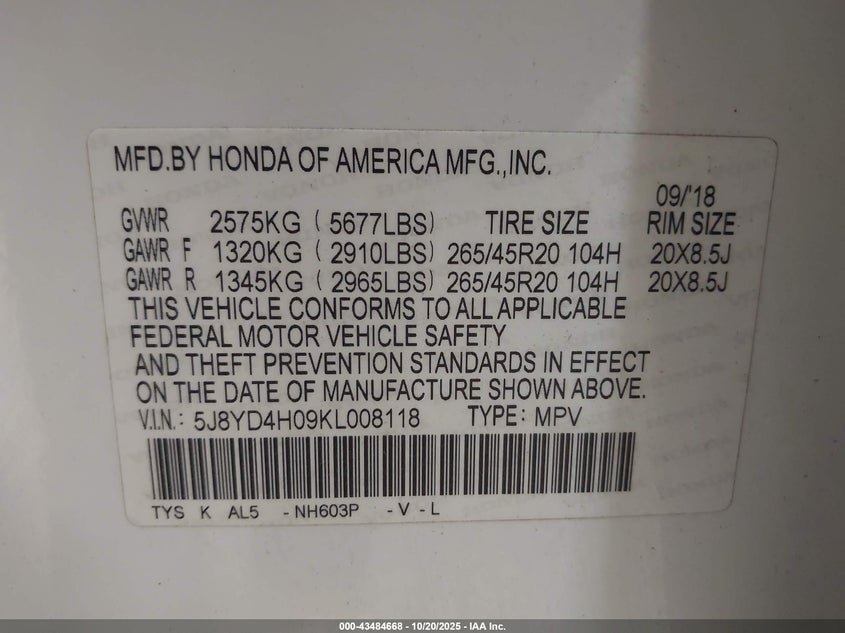 MFD.BY HONDA OF AMERICA MFG.,INC.
09/'18
GVWR 2575KG ( 5677LBS) TIRE SIZE RIM SIZE
GAWR F 1320KG ( 2910LBS) 265/45R20 104H 20X8.5J
GAWR R 1345KG ( 2965LBS) 265/45R20 104H 20X8.5J
THIS VEHICLE CONFORMS TO ALL APPLICABLE
FEDERAL MOTOR VEHICLE SAFETY
AND THEFT PREVENTION STANDARDS IN EFFECT
ON THE DATE OF MANUFACTURE SHOWN ABOVE.
V.I.N.: 5J8YD4H09KL008118 TYPE: MPV
TYS K AL5 -NH603P -V -L
000-43484668 - 10/20/2025 - IAA Inc.